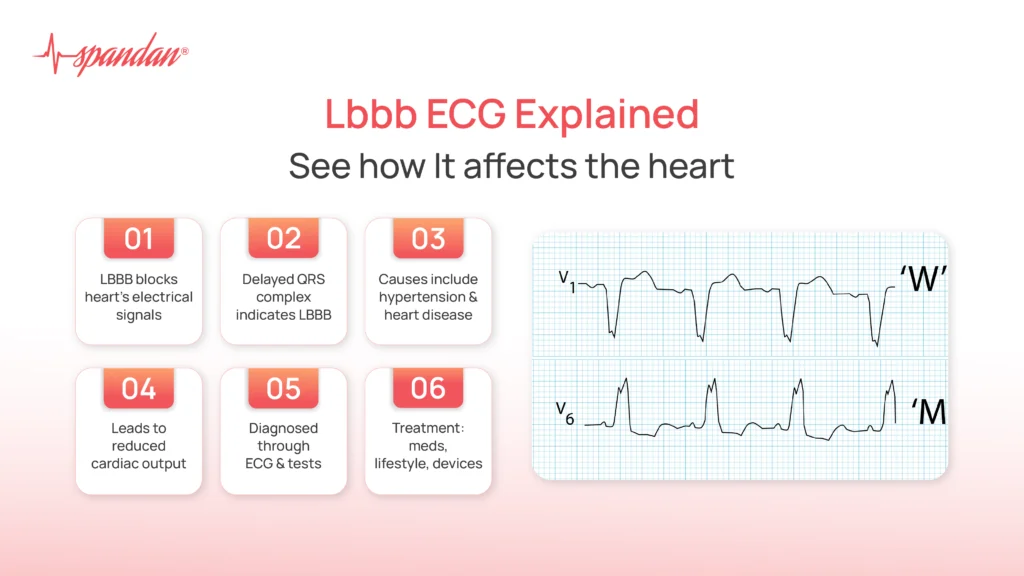 spandan®
Lbbb ECG Explained
See how It affects the heart
01
LBBB blocks
heart's electrical
signals
02
Delayed QRS
complex
indicates LBBB
03
Causes include
hypertension &
heart disease
04
Leads to
reduced
cardiac output
05
Diagnosed
through
ECG & tests
06
Treatment:
meds,
lifestyle, devices
V1
'W'
V6
'M